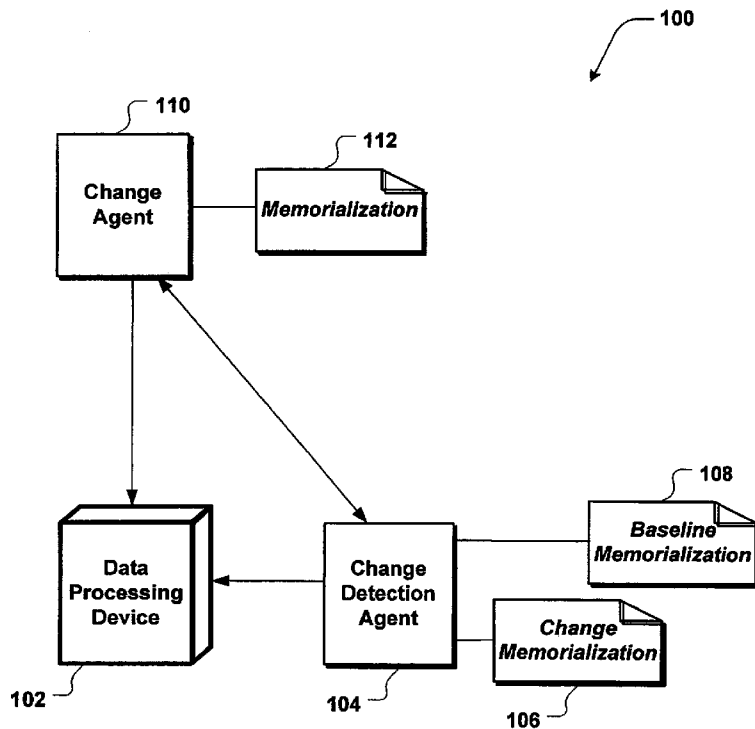 100
110
112
Change
Agent
Memorialization
108
Baseline
Memorialization
Data
Processing
Device
Change
Detection
Agent
Change
Memorialization
102
104
106